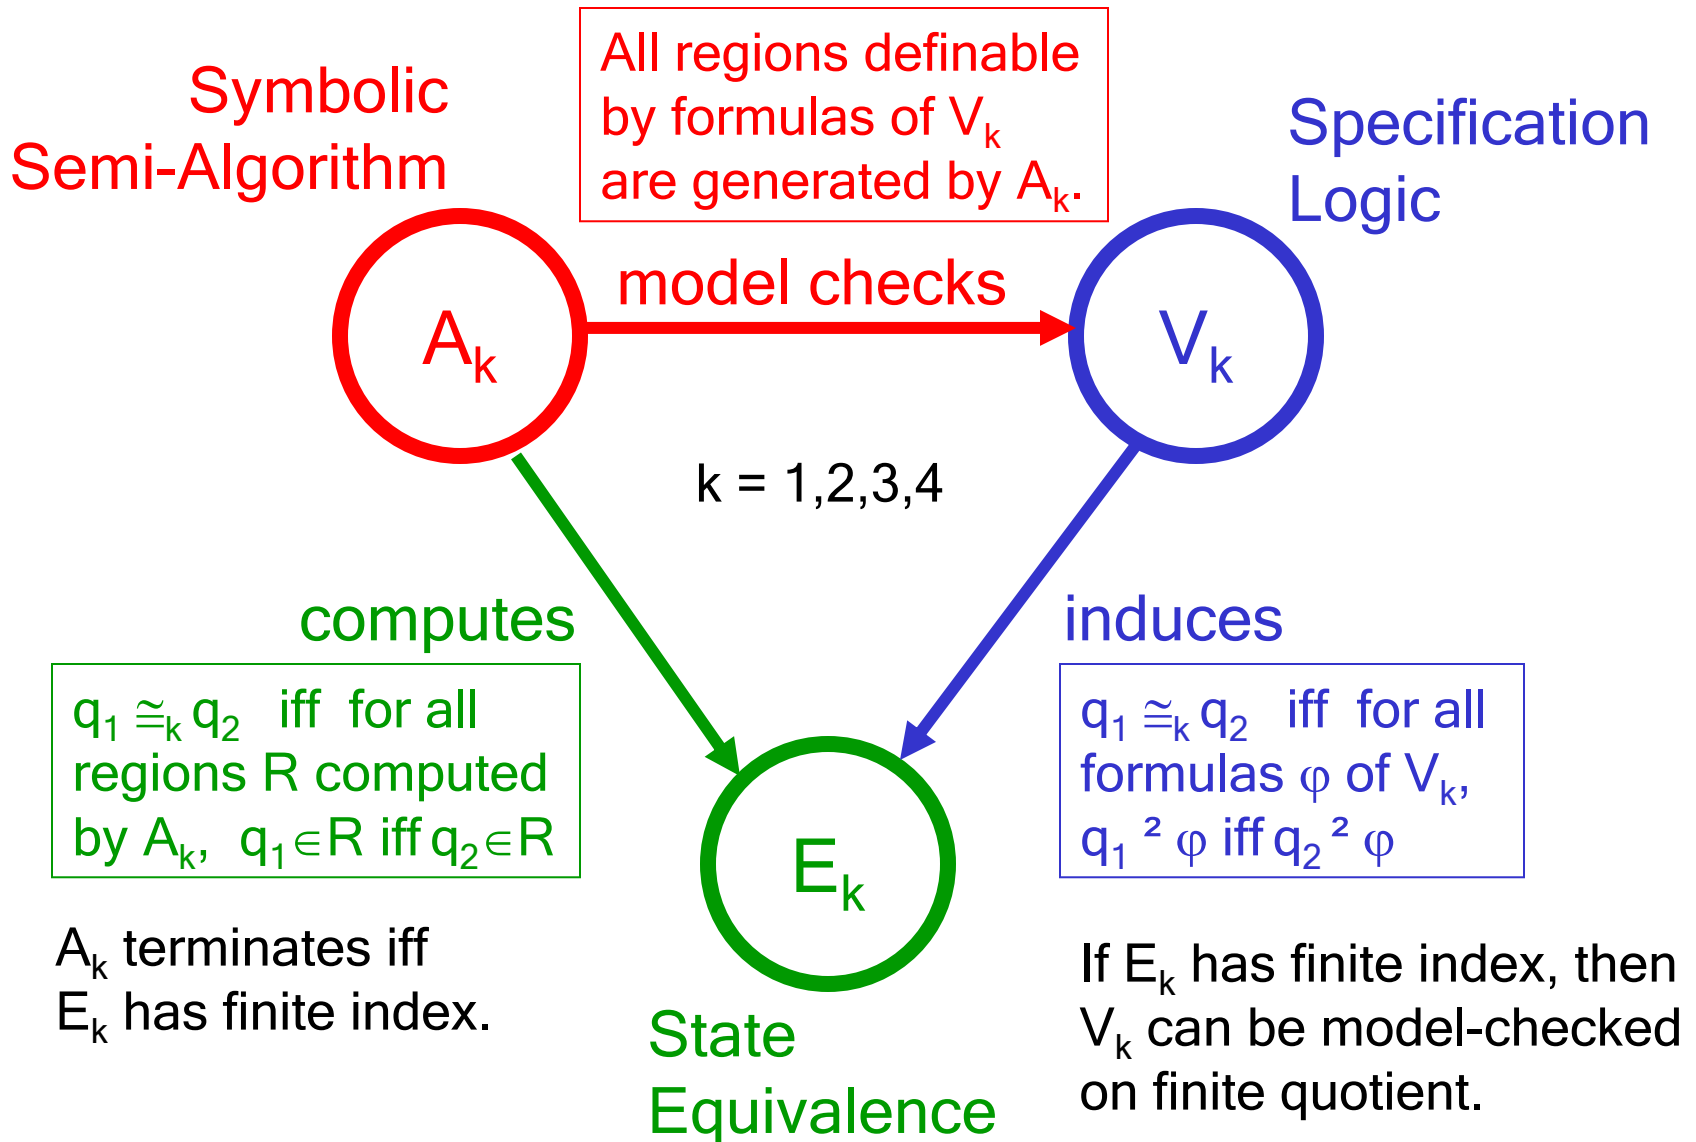 Symbolic
Semi-Algorithm
All regions definable
by formulas of Vₖ
are generated by Aₖ.
Specification
Logic
model checks
Aₖ
Vₖ
k = 1,2,3,4
computes
q₁ ≅ₖ q₂ iff for all
regions R computed
by Aₖ, q₁∈R iff q₂∈R
induces
q₁ ≅ₖ q₂ iff for all
formulas φ of Vₖ,
q₁ ² φ iff q₂ ² φ
Eₖ
Aₖ terminates iff
Eₖ has finite index.
State
Equivalence
If Eₖ has finite index, then
Vₖ can be model-checked
on finite quotient.